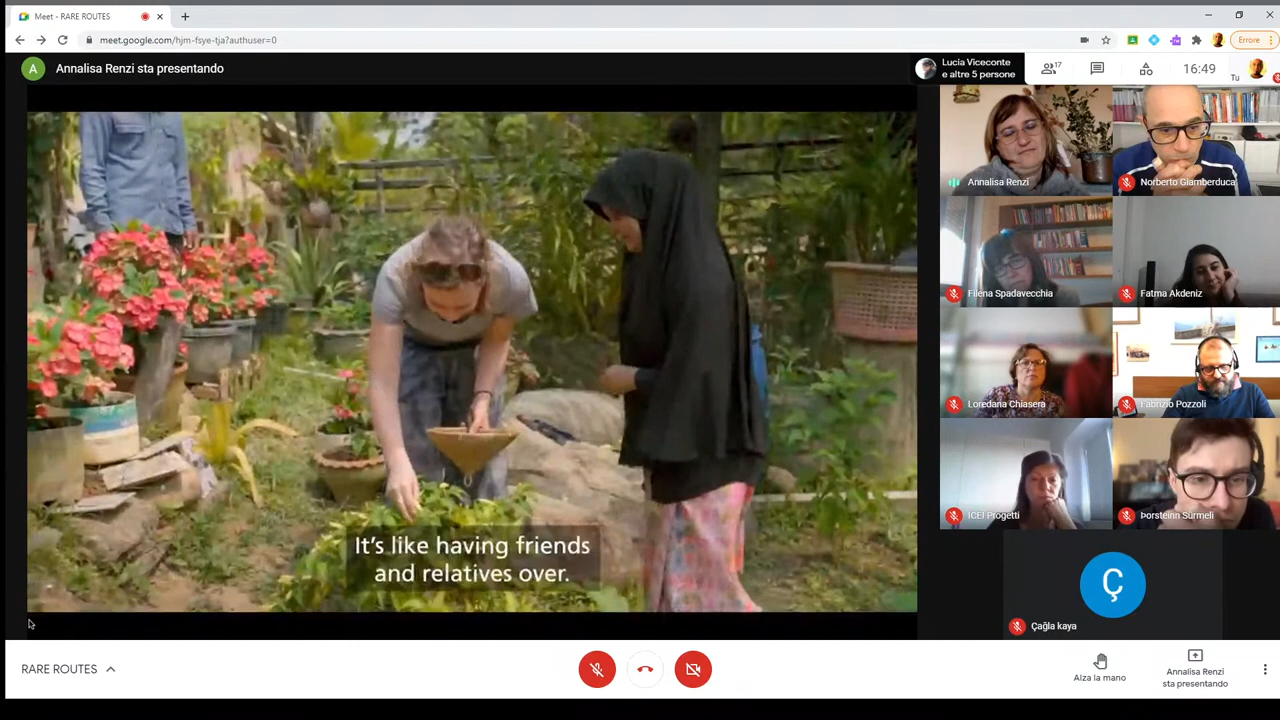 Meet - RARE ROUTES
meet.google.com/hjm-fsye-tja?authuser=0
Errore
A
Annalisa Renzi sta presentando
Lucia Viceconte
e altre 5 persone
17
16:49
Tu
Annalisa Renzi
Norberto Giamberduca
Filena Spadavecchia
Fatma Akdeniz
Loredana Chiasera
Fabrizio Pozzoli
ICEI Progetti
Þorsteinn Surmeli
Ç
Çağla kaya
It's like having friends
and relatives over.
RARE ROUTES
Alza la mano
Annalisa Renzi
sta presentando